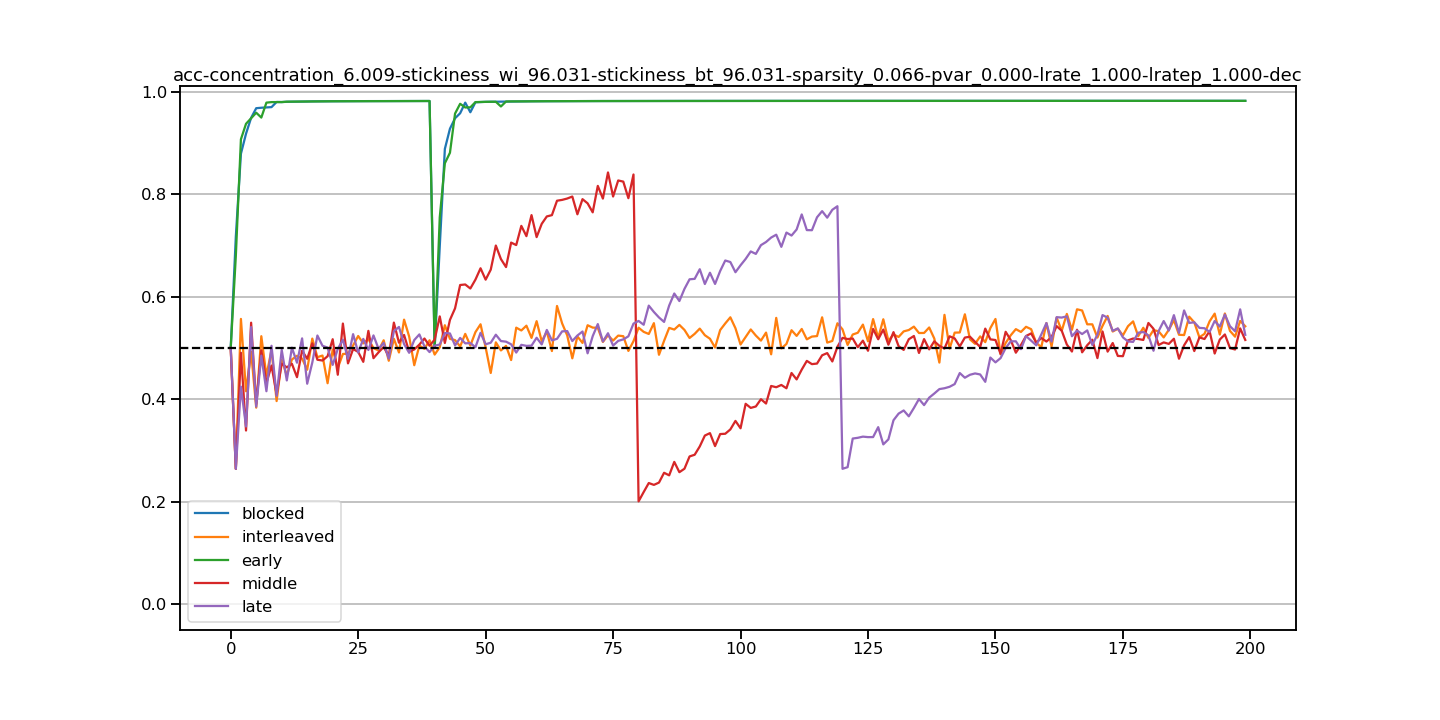 acc-concentration_6.009-stickiness_wi_96.031-stickiness_bt_96.031-sparsity_0.066-pvar_0.000-lrate_1.000-lratep_1.000-dec
1.0
0.8
0.6
0.4
0.2
0.0
blocked
interleaved
early
middle
late
0 25 50 75 100 125 150 175 200